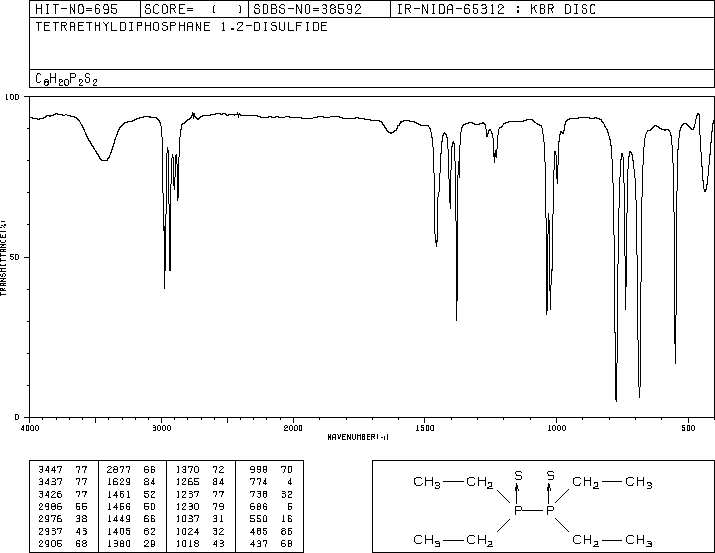 HIT-NO=695 SCORE= ( ) SDBS-NO=38592 IR-NIDA-65312 : KBR DISC
TETRAETHYLDIPHOSPHANE 1.2-DISULFIDE
C8H20P2S2
100
50
0
TRANSMITTANCE(%)
4000 3000 2000 1500 1000 500
WAVENUMBER(-1)
3447 77 2877 66 1370 72 998 70
3437 77 1629 84 1265 84 774 4
3426 77 1461 52 1237 77 738 32
2986 66 1456 50 1230 79 686 5
2976 38 1449 66 1037 31 550 16
2937 43 1405 62 1024 32 485 86
2905 68 1380 29 1018 43 437 68
S S
CH3 CH2 CH2 CH3
P P
CH3 CH2 CH2 CH3